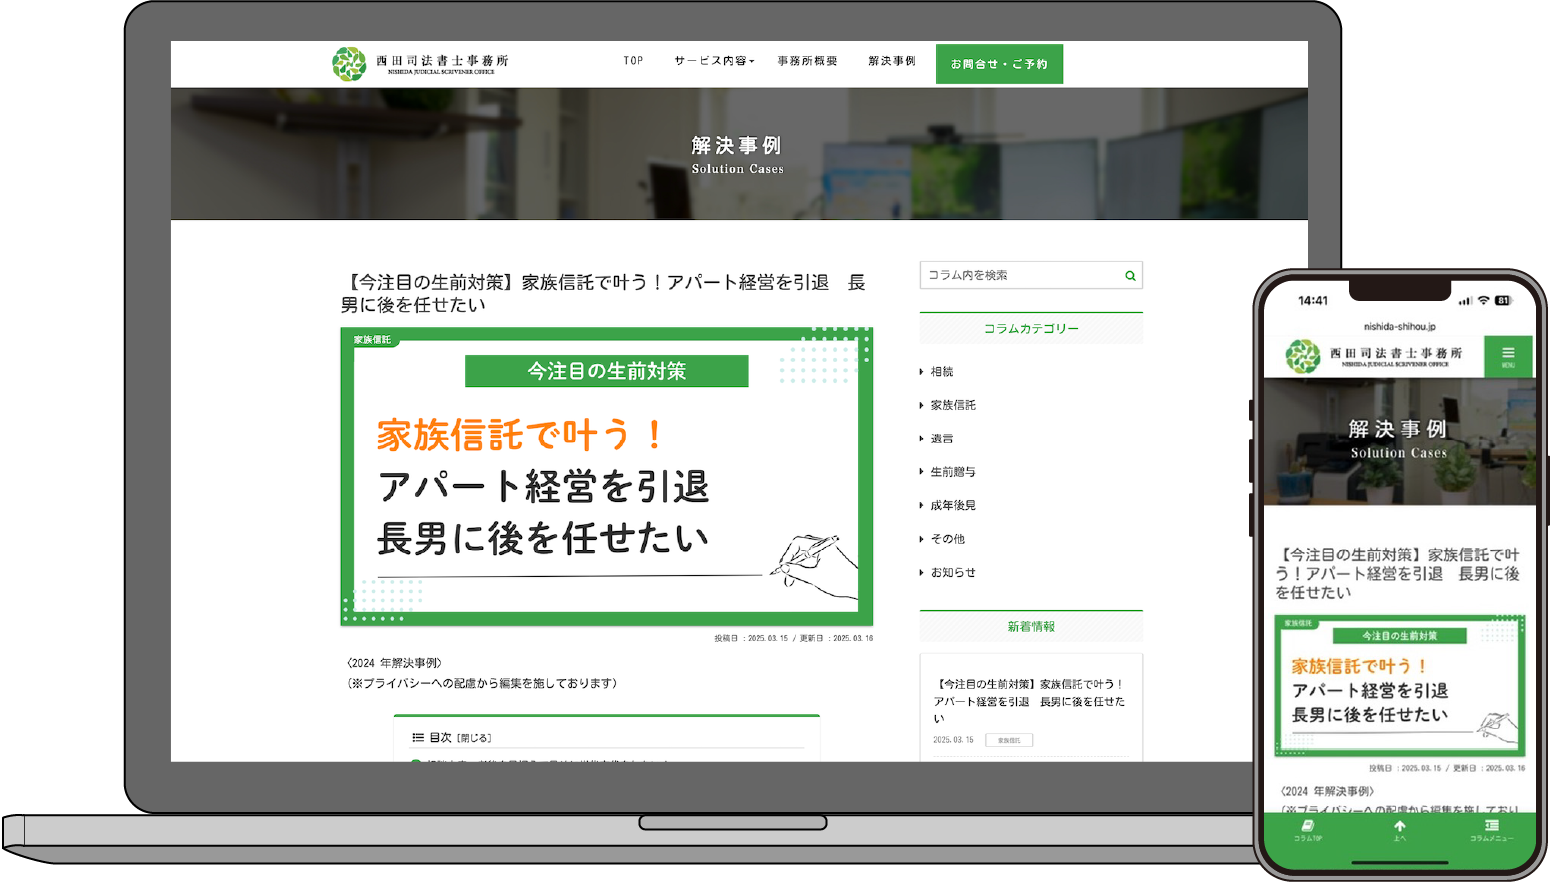 西田司法書士事務所
NISHIDA JUDICIAL SCRIVENER OFFICE
TOP サービス内容 事務所概要 解決事例 お問合せ・ご予約
解決事例
Solution Cases
【今注目の生前対策】家族信託で叶う！アパート経営を引退　長
男に後を任せたい
家族信託
今注目の生前対策
家族信託で叶う！
アパート経営を引退
長男に後を任せたい
投稿日 : 2025.03.15 / 更新日 : 2025.03.16
〈2024 年解決事例〉
（※プライバシーへの配慮から編集を施しております）
目次 [閉じる]
コラム内を検索
コラムカテゴリー
相続
家族信託
遺言
生前贈与
成年後見
その他
お知らせ
新着情報
【今注目の生前対策】家族信託で叶う！
アパート経営を引退　長男に後を任せた
い
2025.03.15 家族信託
14:41 81
nishida-shihou.jp
西田司法書士事務所
NISHIDA JUDICIAL SCRIVENER OFFICE
MENU
解決事例
Solution Cases
【今注目の生前対策】家族信託で叶
う！アパート経営を引退　長男に後
を任せたい
家族信託
今注目の生前対策
家族信託で叶う！
アパート経営を引退
長男に後を任せたい
投稿日 : 2025.03.15 / 更新日 : 2025.03.16
〈2024 年解決事例〉
（※プライバシーへの配慮から編集を施しており
コラムTOP 上へ コラムメニュー